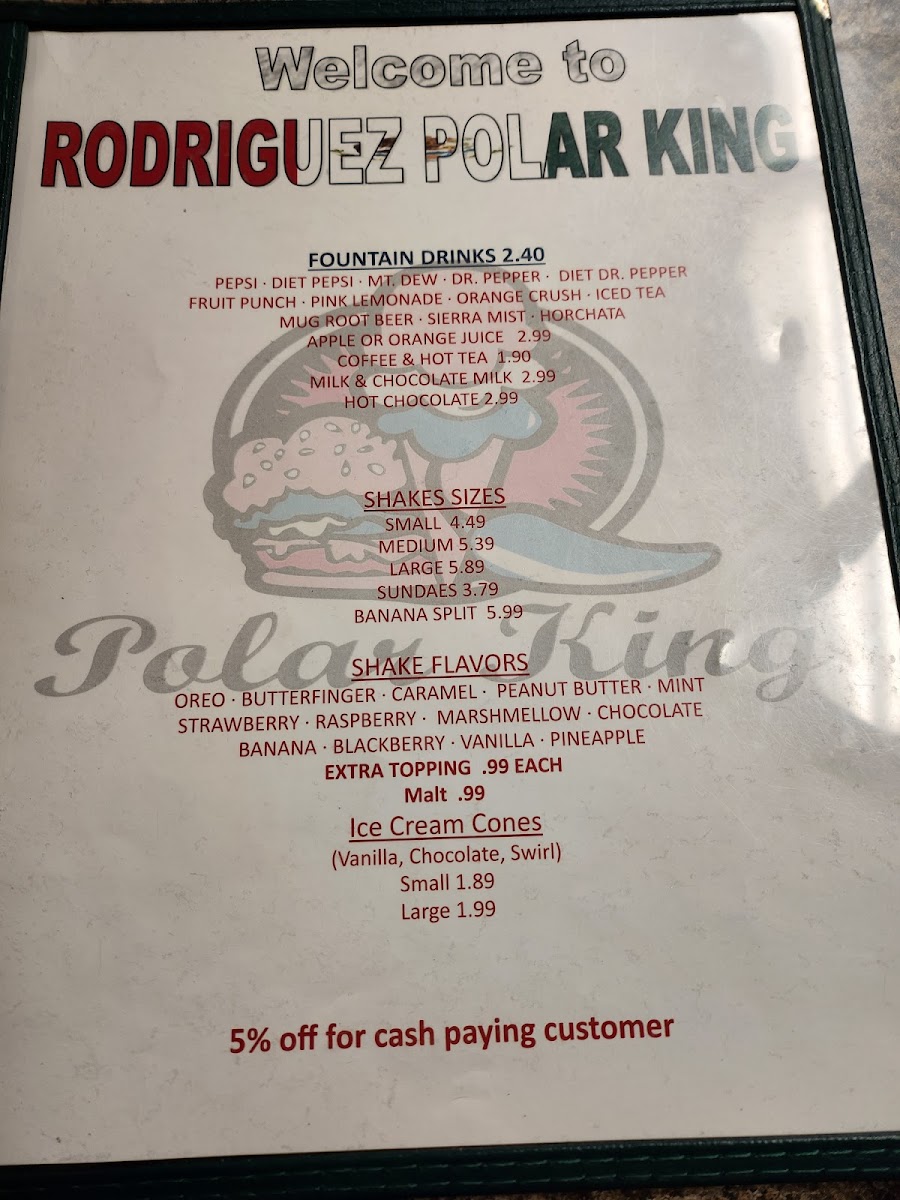 Welcome to
RODRIGUEZ POLAR KING
FOUNTAIN DRINKS 2.40
PEPSI · DIET PEPSI · MT. DEW · DR. PEPPER · DIET DR. PEPPER
FRUIT PUNCH · PINK LEMONADE · ORANGE CRUSH · ICED TEA
MUG ROOT BEER · SIERRA MIST · HORCHATA
APPLE OR ORANGE JUICE 2.99
COFFEE & HOT TEA 1.90
MILK & CHOCOLATE MILK 2.99
HOT CHOCOLATE 2.99
SHAKES SIZES
SMALL 4.49
MEDIUM 5.39
LARGE 5.89
SUNDAES 3.79
BANANA SPLIT 5.99
Polar King
SHAKE FLAVORS
OREO · BUTTERFINGER · CARAMEL · PEANUT BUTTER · MINT
STRAWBERRY · RASPBERRY · MARSHMELLOW · CHOCOLATE
BANANA · BLACKBERRY · VANILLA · PINEAPPLE
EXTRA TOPPING .99 EACH
Malt .99
Ice Cream Cones
(Vanilla, Chocolate, Swirl)
Small 1.89
Large 1.99
5% off for cash paying customer